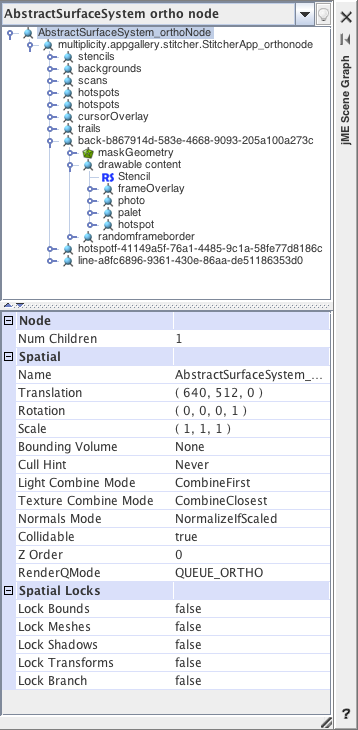 AbstractSurfaceSystem ortho node
AbstractSurfaceSystem_orthoNode
multiplicity.appgallery.stitcher.StitcherApp_orthonode
stencils
backgrounds
scans
hotspots
hotspots
cursorOverlay
trails
back-b867914d-583e-4668-9093-205a100a273c
maskGeometry
drawable content
RS Stencil
frameOverlay
photo
palet
hotspot
randomframeborder
hotspotf-41149a5f-76a1-4485-9c1a-58fe77d8186c
line-a8fc6896-9361-430e-86aa-de51186353d0
jME Scene Graph
Node
Num Children 1
Spatial
Name AbstractSurfaceSystem_...
Translation ( 640, 512, 0 )
Rotation ( 0, 0, 0, 1 )
Scale ( 1, 1, 1 )
Bounding Volume None
Cull Hint Never
Light Combine Mode CombineFirst
Texture Combine Mode CombineClosest
Normals Mode NormalizeIfScaled
Collidable true
Z Order 0
RenderQMode QUEUE_ORTHO
Spatial Locks
Lock Bounds false
Lock Meshes false
Lock Shadows false
Lock Transforms false
Lock Branch false
?